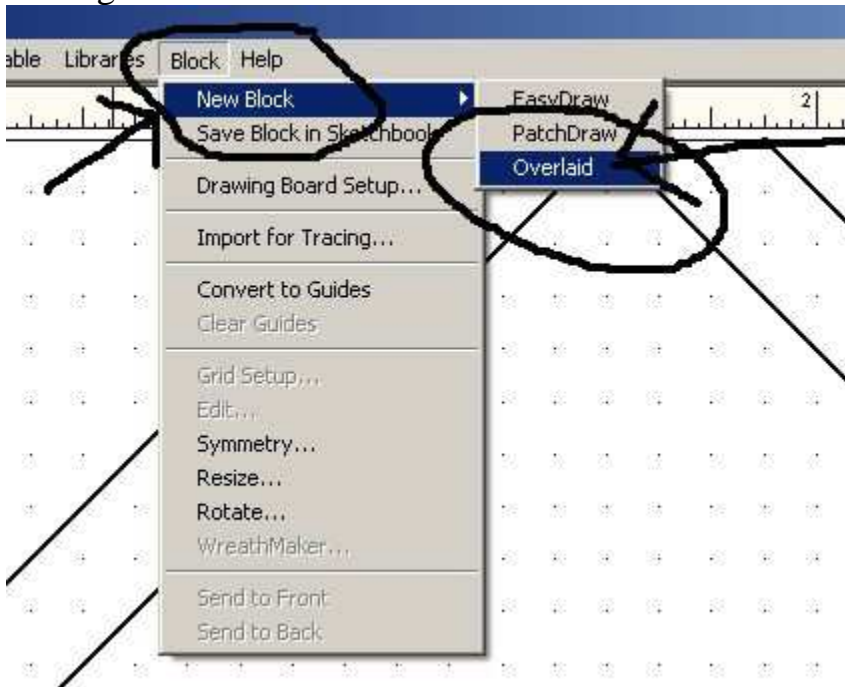 able Libraries Block Help
New Block
EasyDraw
Save Block in Sketchbook
PatchDraw
Overlaid
Drawing Board Setup...
Import for Tracing...
Convert to Guides
Clear Guides
Grid Setup...
Edit...
Symmetry...
Resize...
Rotate...
WreathMaker...
Send to Front
Send to Back
2